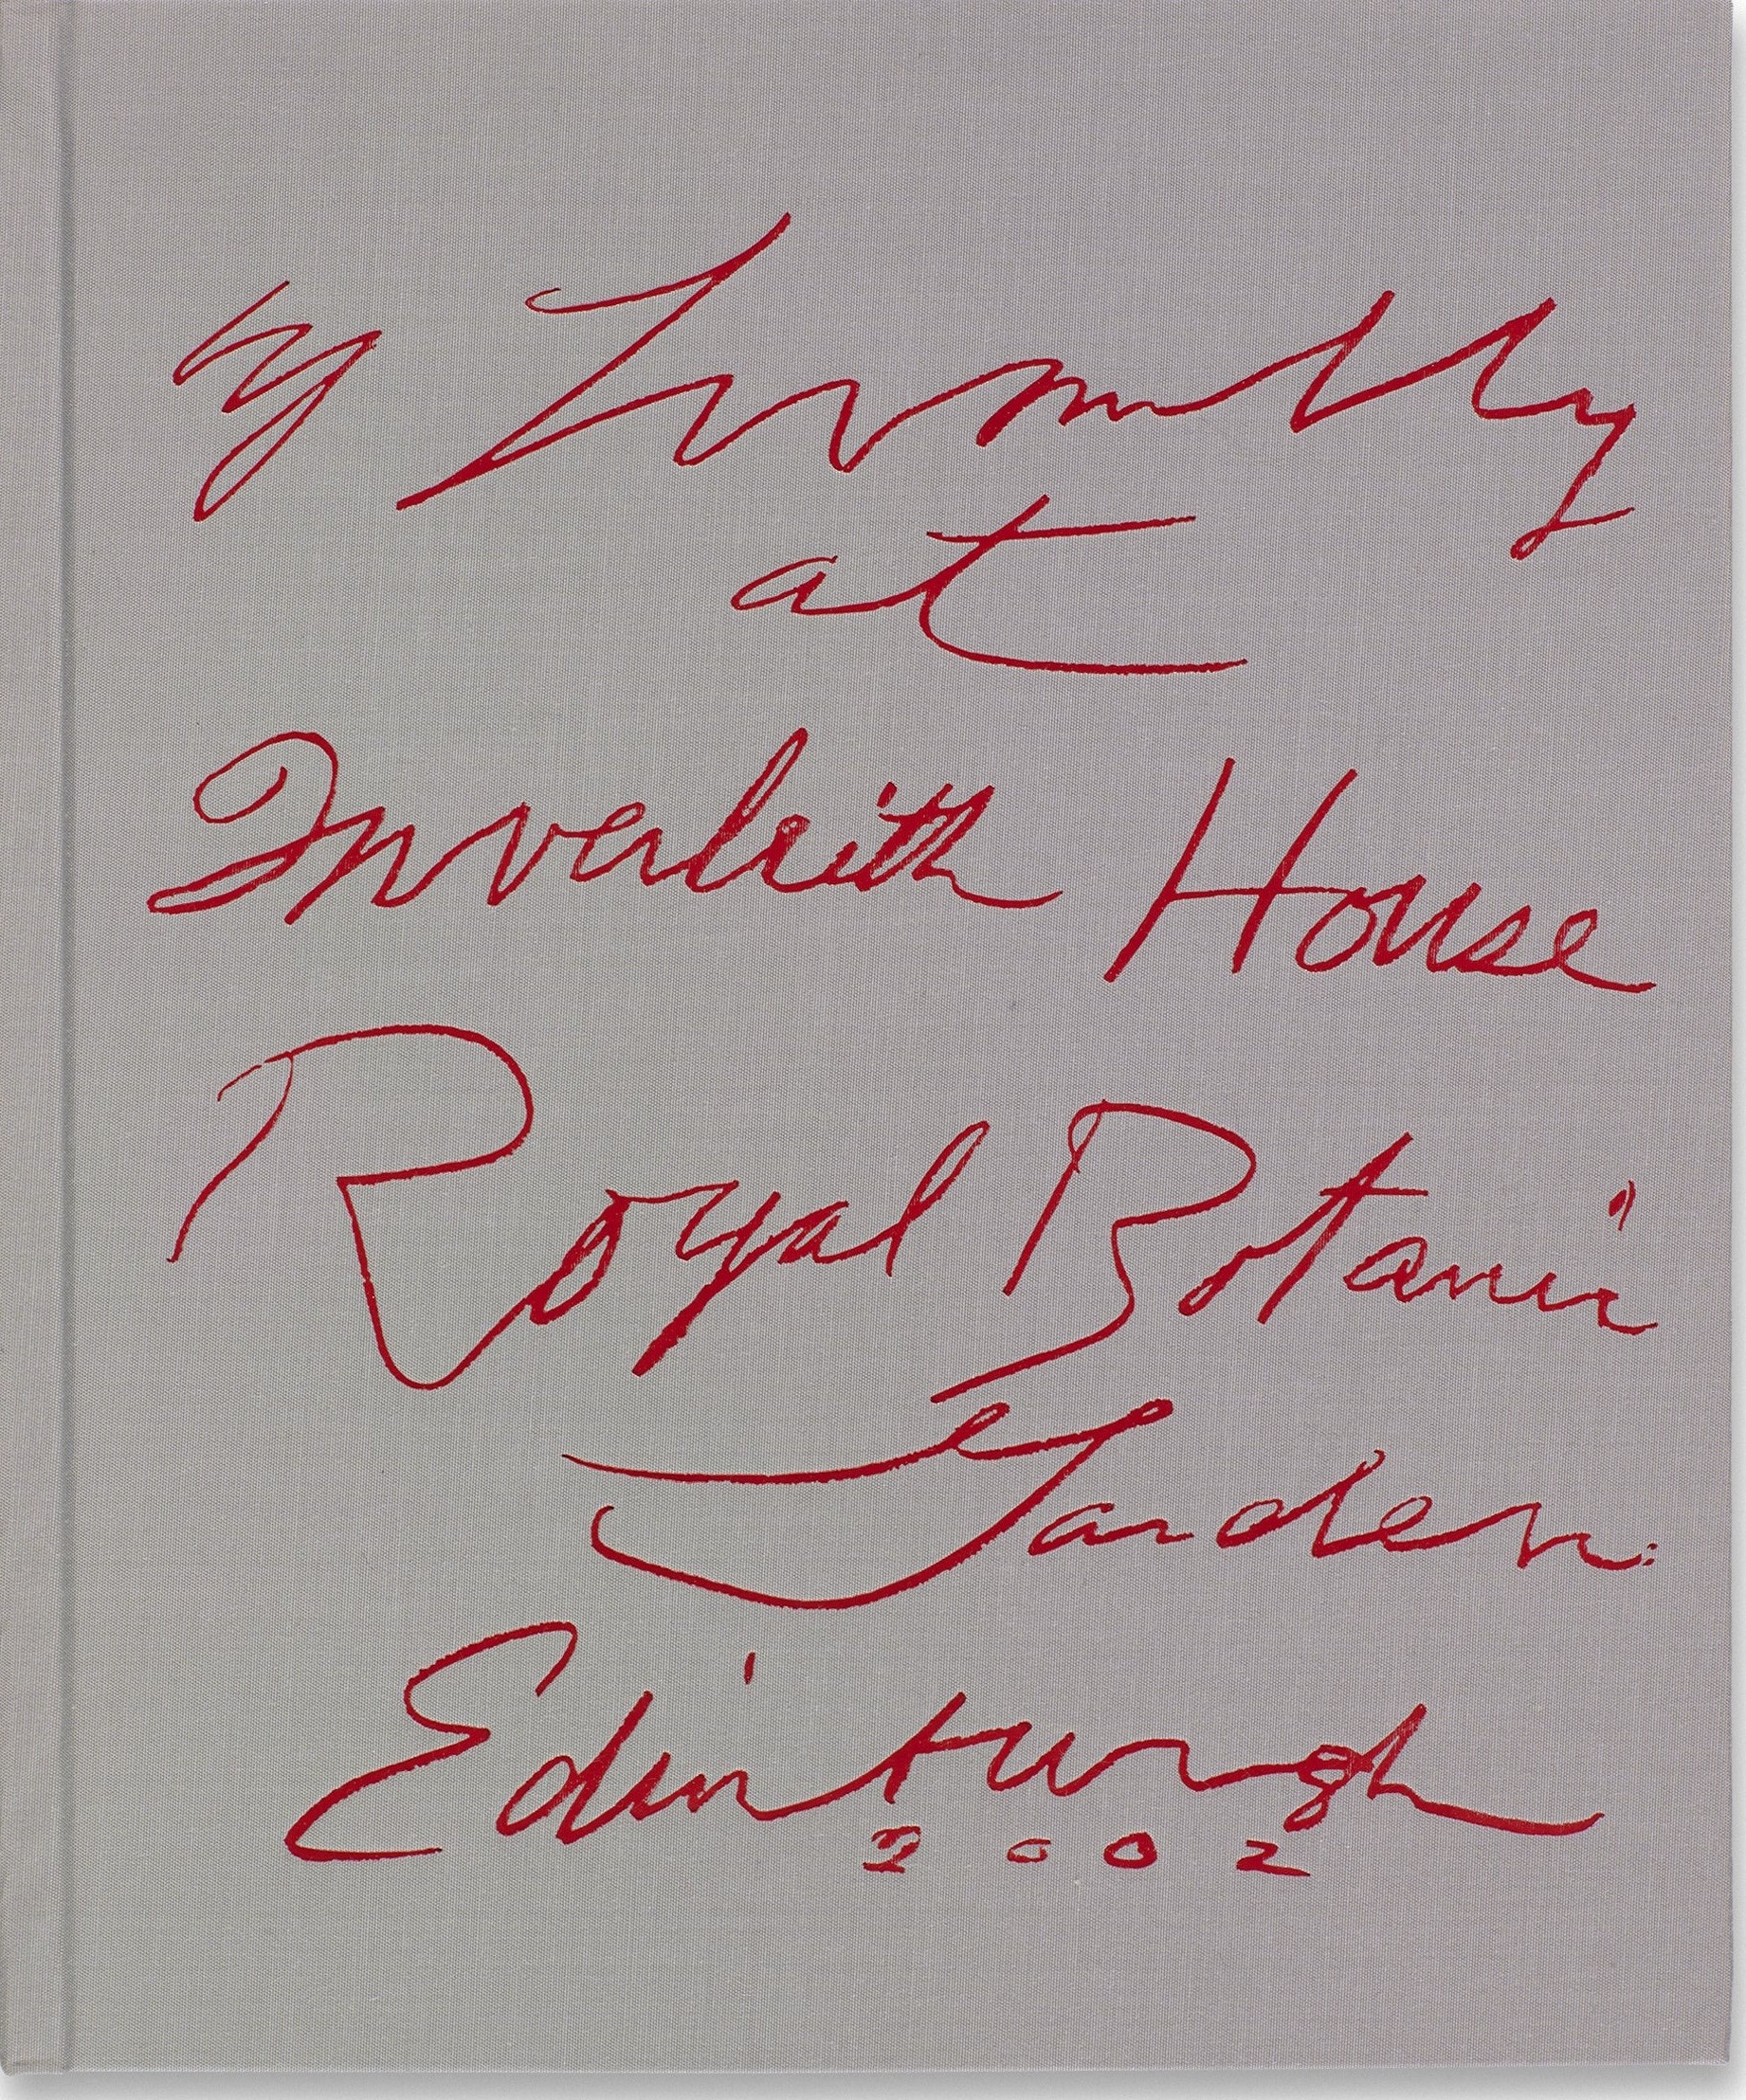 Cy Twombly
at
Inverleith House
Royal Botanic
Garden:
Edinburgh
2002